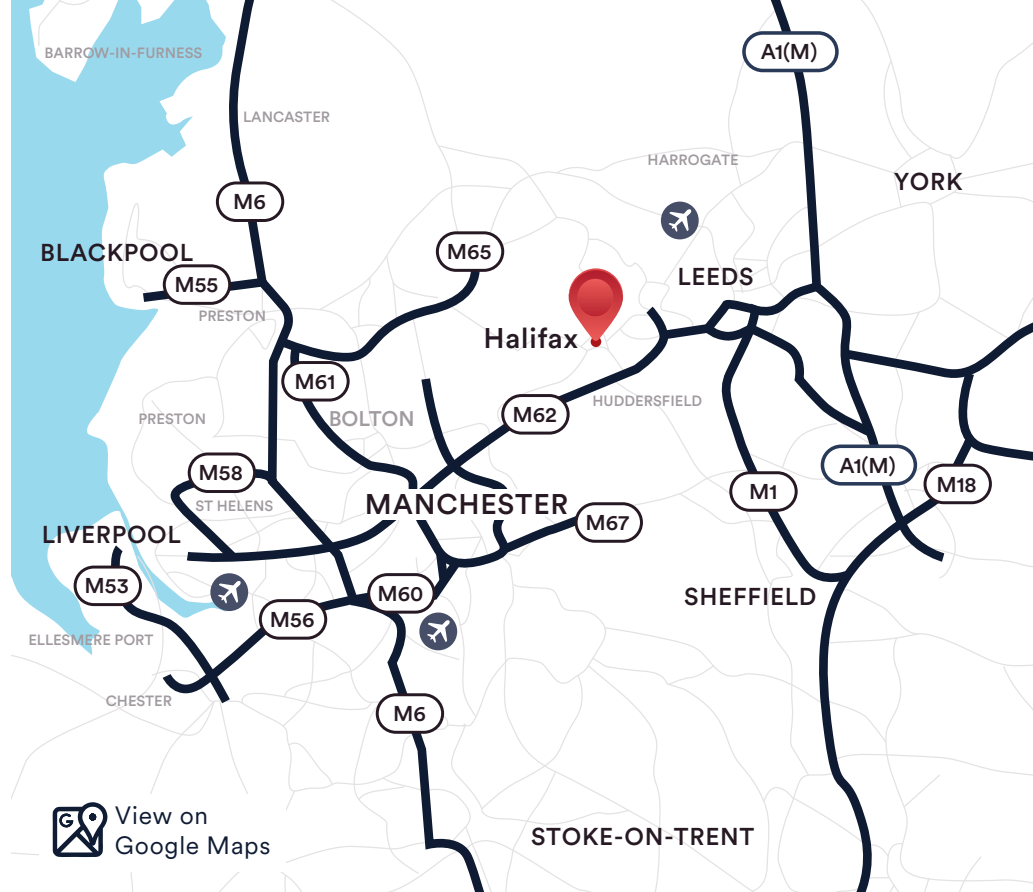 A1(M)
BARROW-IN-FURNESS
LANCASTER
HARROGATE
YORK
M6
BLACKPOOL
M65
M55
LEEDS
PRESTON
Halifax
M61
HUDDERSFIELD
PRESTON
BOLTON
M62
A1(M)
M58
M1
M18
ST HELENS
MANCHESTER
M67
LIVERPOOL
M53
M60
SHEFFIELD
M56
ELLESMERE PORT
CHESTER
M6
G
View on
Google Maps
STOKE-ON-TRENT